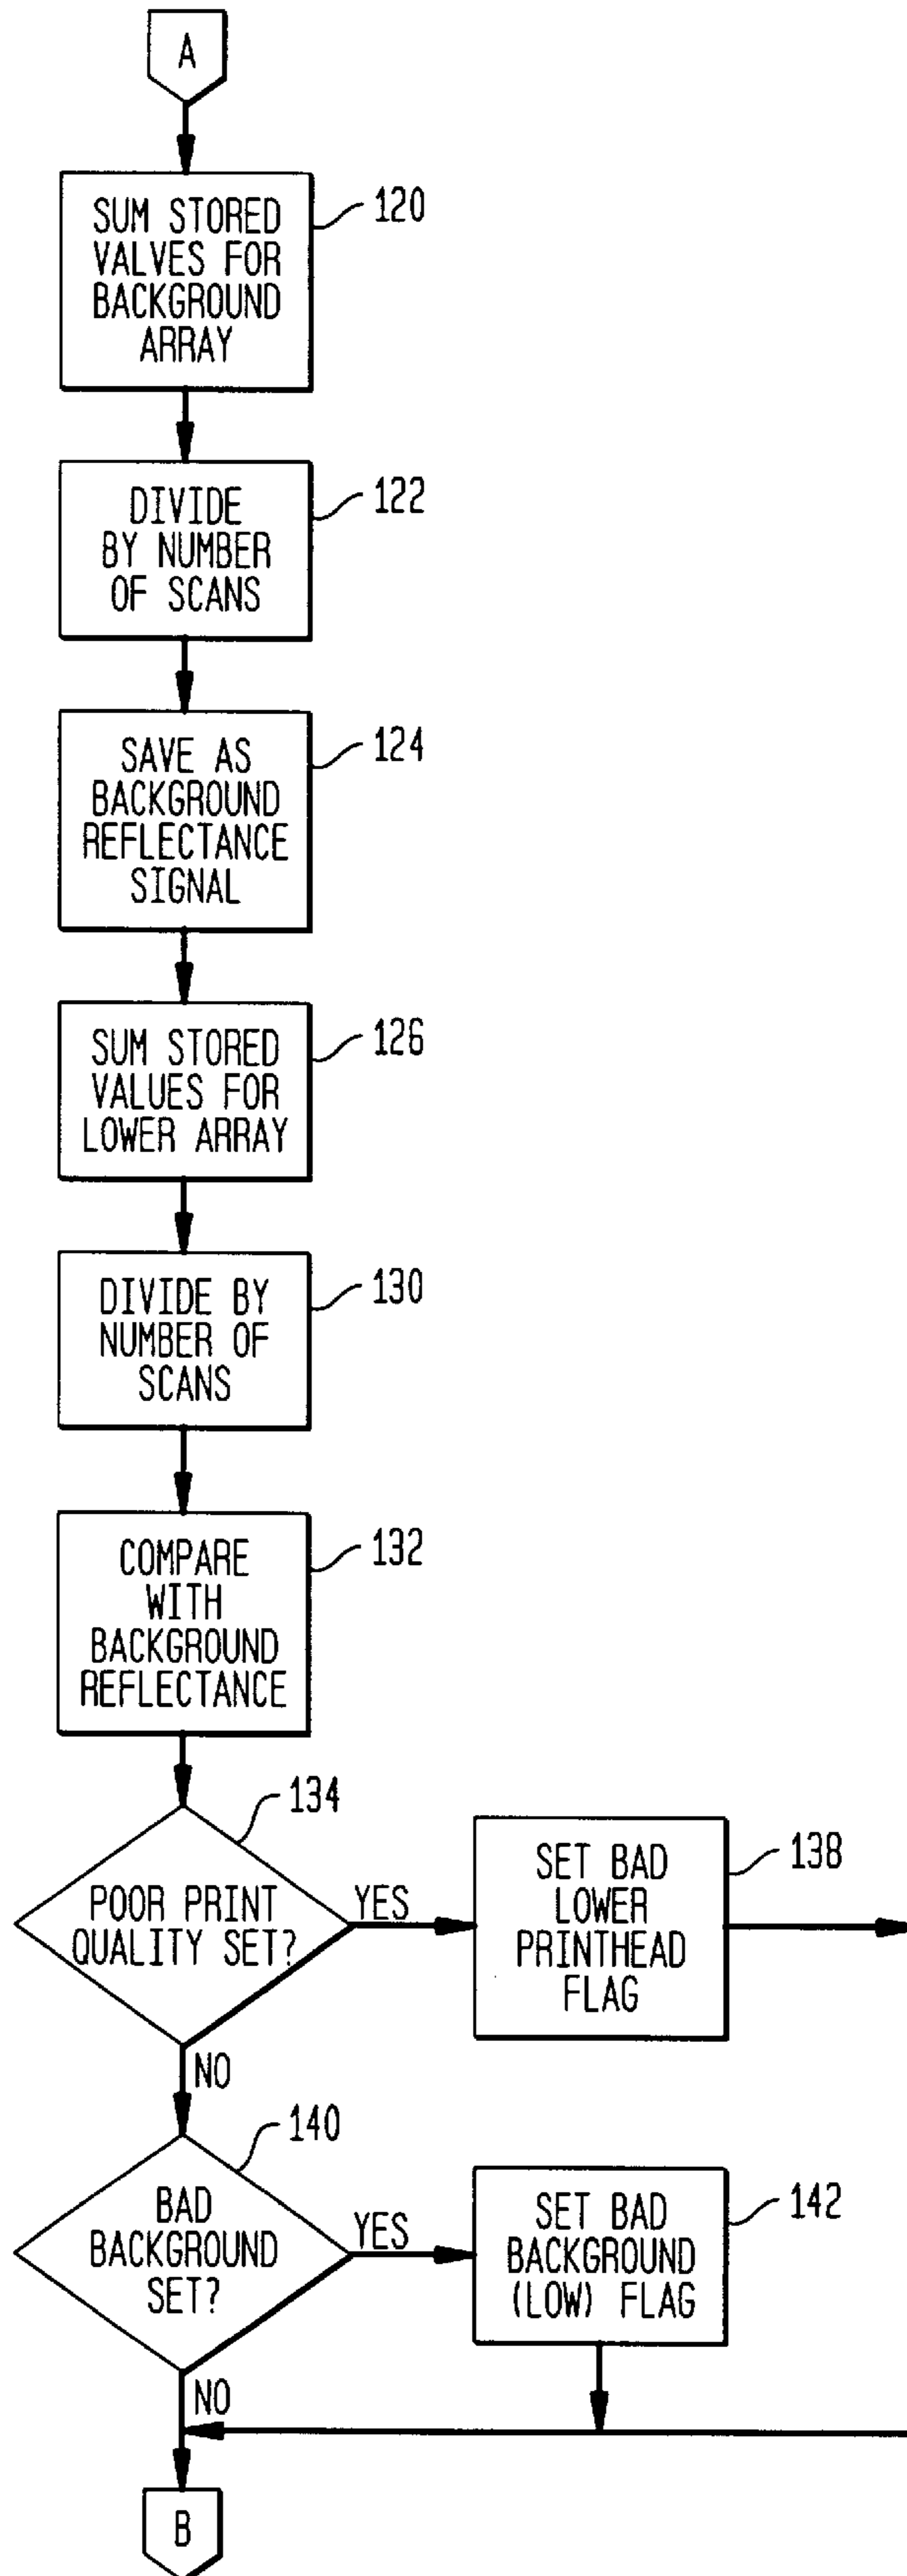 A
SUM STORED
VALVES FOR
BACKGROUND
ARRAY
120
DIVIDE
BY NUMBER
OF SCANS
122
SAVE AS
BACKGROUND
REFLECTANCE
SIGNAL
124
SUM STORED
VALUES FOR
LOWER ARRAY
126
DIVIDE BY
NUMBER OF
SCANS
130
COMPARE
WITH
BACKGROUND
REFLECTANCE
132
134
POOR PRINT
QUALITY SET?
YES
SET BAD
LOWER
PRINTHEAD
FLAG
138
NO
140
BAD
BACKGROUND
SET?
YES
SET BAD
BACKGROUND
(LOW) FLAG
142
NO
B